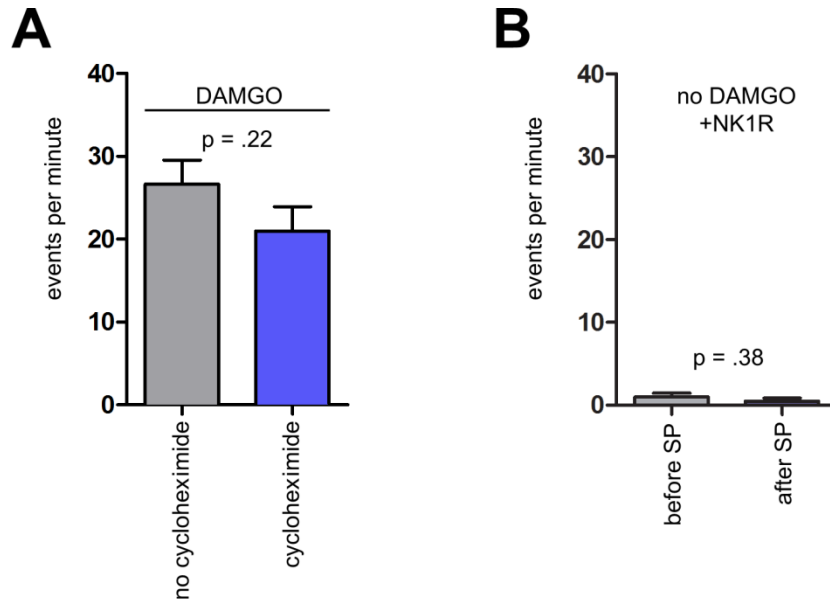 A
events per minute
40
30
20
10
0
DAMGO
p = .22
no cycloheximide
cycloheximide
B
events per minute
40
30
20
10
0
no DAMGO
+NK1R
p = .38
before SP
after SP